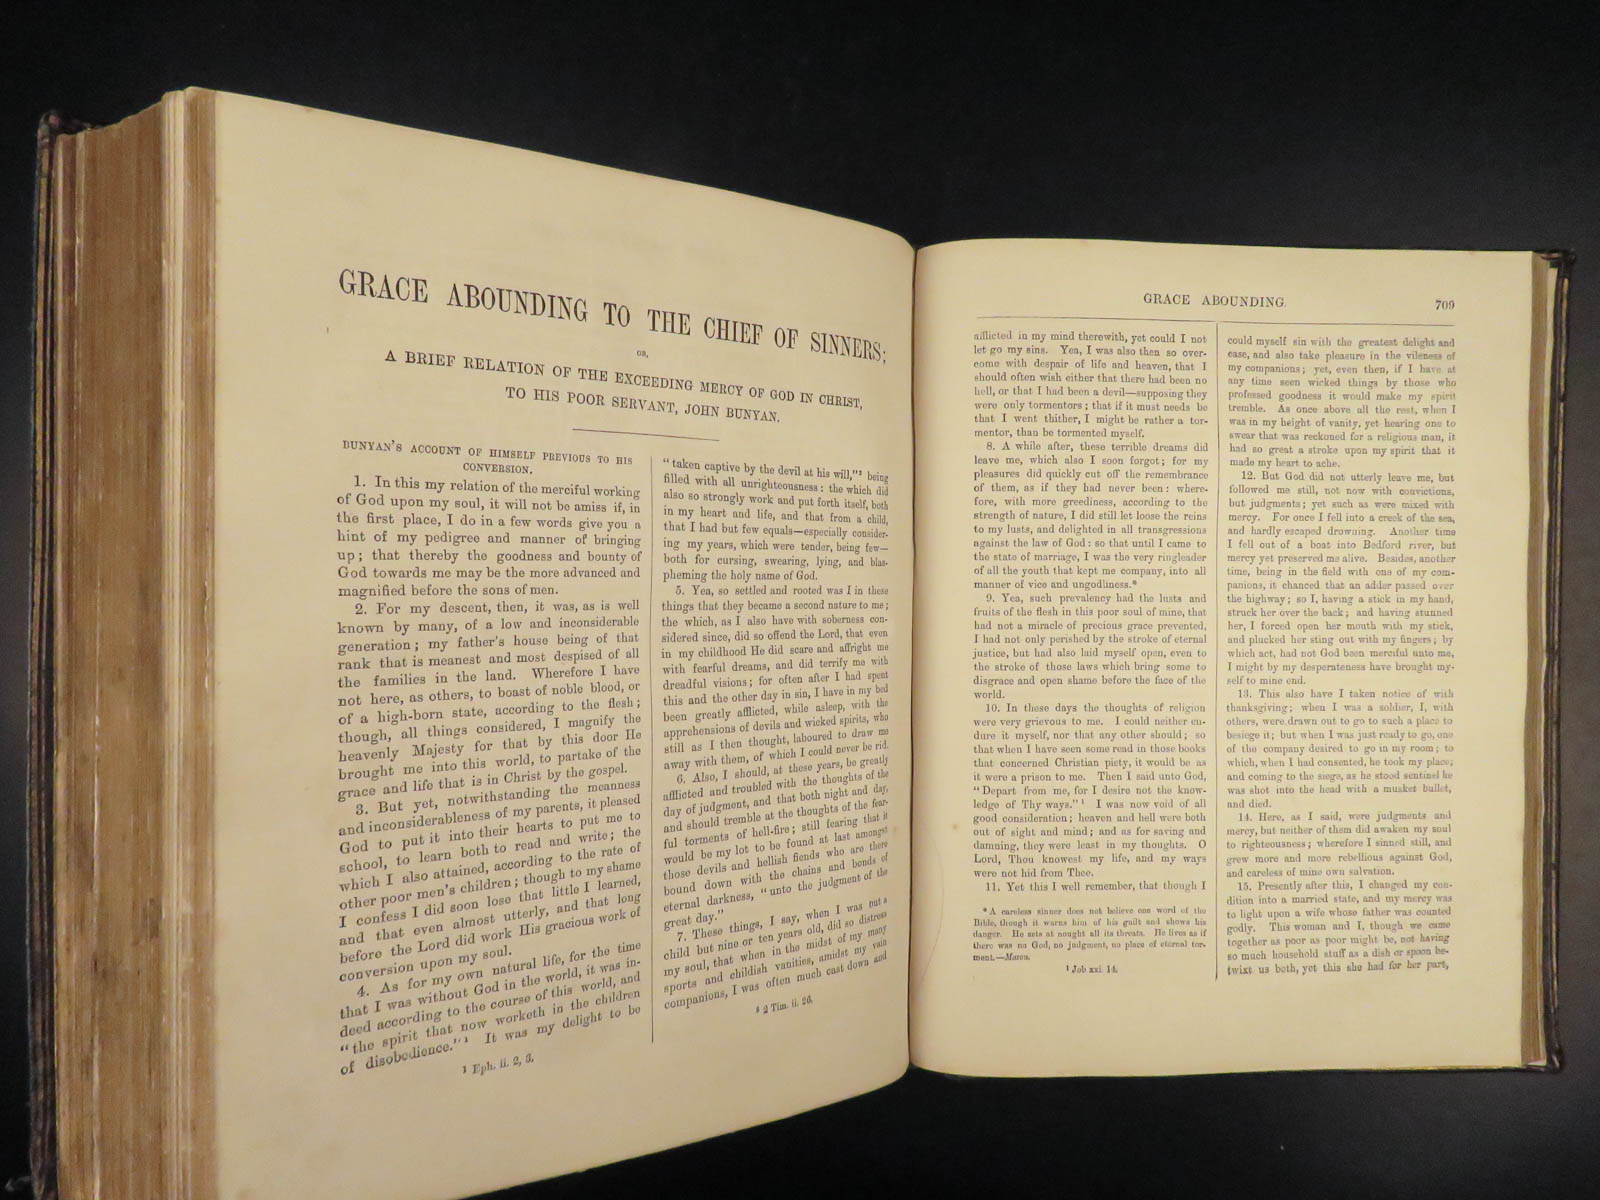 GRACE ABOUNDING TO THE CHIEF OF SINNERS;
OR,
A BRIEF RELATION OF THE EXCEEDING MERCY OF GOD IN CHRIST,
TO HIS POOR SERVANT, JOHN BUNYAN.
BUNYAN'S ACCOUNT OF HIMSELF PREVIOUS TO HIS
CONVERSION.
1. In this my relation of the merciful working
of God upon my soul, it will not be amiss if, in
the first place, I do in a few words give you a
hint of my pedigree and manner of bringing
up; that thereby the goodness and bounty of
God towards me may be the more advanced and
magnified before the sons of men.
2. For my descent, then, it was, as is well
known by many, of a low and inconsiderable
generation; my father's house being of that
rank that is meanest and most despised of all
the families in the land. Wherefore I have
not here, as others, to boast of noble blood, or
of a high-born state, according to the flesh;
though, all things considered, I magnify the
heavenly Majesty for that by this door He
brought me into this world, to partake of the
grace and life that is in Christ by the gospel.
3. But yet, notwithstanding the meanness
and inconsiderableness of my parents, it pleased
God to put it into their hearts to put me to
school, to learn both to read and write; the
which I also attained, according to the rate of
other poor men's children; though to my shame
I confess I did soon lose that little I learned,
and that even almost utterly, and that long
before the Lord did work His gracious work of
conversion upon my soul.
4. As for my own natural life, for the time
that I was without God in the world, it was in-
deed according to the course of this world, and
"the spirit that now worketh in the children
of disobedience."¹ It was my delight to be
¹ Eph. ii. 2, 3.
"taken captive by the devil at his will,"² being
filled with all unrighteousness: the which did
also so strongly work and put forth itself, both
in my heart and life, and that from a child,
that I had but few equals—especially consider-
ing my years, which were tender, being few—
both for cursing, swearing, lying, and blas-
pheming the holy name of God.
5. Yea, so settled and rooted was I in these
things that they became a second nature to me;
the which, as I also have with soberness con-
sidered since, did so offend the Lord, that even
in my childhood He did scare and affright me
with fearful dreams, and did terrify me with
dreadful visions; for often after I had spent
this and the other day in sin, I have in my bed
been greatly afflicted, while asleep, with the
apprehensions of devils and wicked spirits, who
still as I then thought, laboured to draw me
away with them, of which I could never be rid.
6. Also, I should, at these years, be greatly
afflicted and troubled with the thoughts of the
day of judgment, and that both night and day,
and should tremble at the thoughts of the fear-
ful torments of hell-fire; still fearing that it
would be my lot to be found at last amongst
those devils and hellish fiends who are there
bound down with the chains and bonds of
eternal darkness, "unto the judgment of the
great day."
7. These things, I say, when I was but a
child but nine or ten years old, did so distress
my soul, that when in the midst of my many
sports and childish vanities, amidst my vain
companions, I was often much cast down and
² 2 Tim. ii. 26.
GRACE ABOUNDING.
709
afflicted in my mind therewith, yet could I not
let go my sins. Yea, I was also then so over-
come with despair of life and heaven, that I
should often wish either that there had been no
hell, or that I had been a devil—supposing they
were only tormentors; that if it must needs be
that I went thither, I might be rather a tor-
mentor, than be tormented myself.
8. A while after, these terrible dreams did
leave me, which also I soon forgot; for my
pleasures did quickly cut off the remembrance
of them, as if they had never been: where-
fore, with more greediness, according to the
strength of nature, I did still let loose the reins
to my lusts, and delighted in all transgressions
against the law of God: so that until I came to
the state of marriage, I was the very ringleader
of all the youth that kept me company, into all
manner of vice and ungodliness.*
9. Yea, such prevalency had the lusts and
fruits of the flesh in this poor soul of mine, that
had not a miracle of precious grace prevented,
I had not only perished by the stroke of eternal
justice, but had also laid myself open, even to
the stroke of those laws which bring some to
disgrace and open shame before the face of the
world.
10. In these days the thoughts of religion
were very grievous to me. I could neither en-
dure it myself, nor that any other should; so
that when I have seen some read in those books
that concerned Christian piety, it would be as
it were a prison to me. Then I said unto God,
"Depart from me, for I desire not the know-
ledge of Thy ways."¹ I was now void of all
good consideration; heaven and hell were both
out of sight and mind; and as for saving and
damning, they were least in my thoughts. O
Lord, Thou knowest my life, and my ways
were not hid from Thee.
11. Yet this I well remember, that though I
* A careless sinner does not believe one word of the
Bible, though it warns him of his guilt and shows his
danger. He sets at nought all its threats. He lives as if
there was no God, no judgment, no place of eternal tor-
ment.—Mason.
¹ Job xxi. 14.
could myself sin with the greatest delight and
ease, and also take pleasure in the vileness of
my companions; yet, even then, if I have at
any time seen wicked things by those who
professed goodness it would make my spirit
tremble. As once above all the rest, when I
was in my height of vanity, yet hearing one to
swear that was reckoned for a religious man, it
had so great a stroke upon my spirit that it
made my heart to ache.
12. But God did not utterly leave me, but
followed me still, not now with convictions,
but judgments; yet such as were mixed with
mercy. For once I fell into a creek of the sea,
and hardly escaped drowning. Another time
I fell out of a boat into Bedford river, but
mercy yet preserved me alive. Besides, another
time, being in the field with one of my com-
panions, it chanced that an adder passed over
the highway; so I, having a stick in my hand,
struck her over the back; and having stunned
her, I forced open her mouth with my stick,
and plucked her sting out with my fingers; by
which act, had not God been merciful unto me,
I might by my desperateness have brought my-
self to mine end.
13. This also have I taken notice of with
thanksgiving; when I was a soldier, I, with
others, were drawn out to go to such a place to
besiege it; but when I was just ready to go, one
of the company desired to go in my room; to
which, when I had consented, he took my place;
and coming to the siege, as he stood sentinel he
was shot into the head with a musket bullet,
and died.
14. Here, as I said, were judgments and
mercy, but neither of them did awaken my soul
to righteousness; wherefore I sinned still, and
grew more and more rebellious against God,
and careless of mine own salvation.
15. Presently after this, I changed my con-
dition into a married state, and my mercy was
to light upon a wife whose father was counted
godly. This woman and I, though we came
together as poor as poor might be, not having
so much household stuff as a dish or spoon be-
twixt us both, yet this she had for her part,